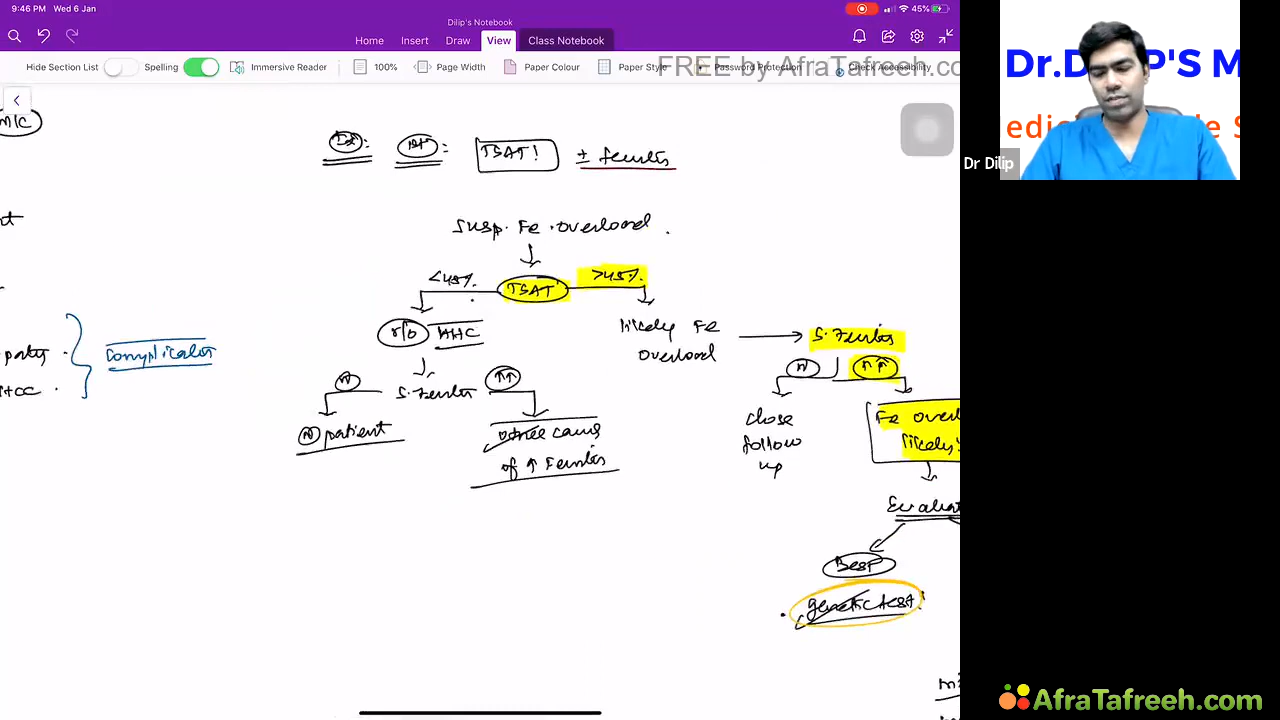 9:46 PM Wed 6 Jan
45%
Dilip's Notebook
Home Insert Draw View Class Notebook
Hide Section List Spelling Immersive Reader 100% Page Width Paper Colour Paper Style Password Protection Check Accessibility
FREE by AfraTafreeh.co
Dr.D P'S M
edici e S
Dr Dilip
TSAT! ± ferritin
Susp. Fe overload.
<45% TSAT >45%
r/o HHC
likely Fe
overload
S. Ferritin
N ↑↑
N S. Ferritin ↑↑
N patient
other cause
of ↑ Ferritin
close
follow
up
Fe overl
likely
Complication
Evaluat
Best
genetic test
AfraTafreeh.com